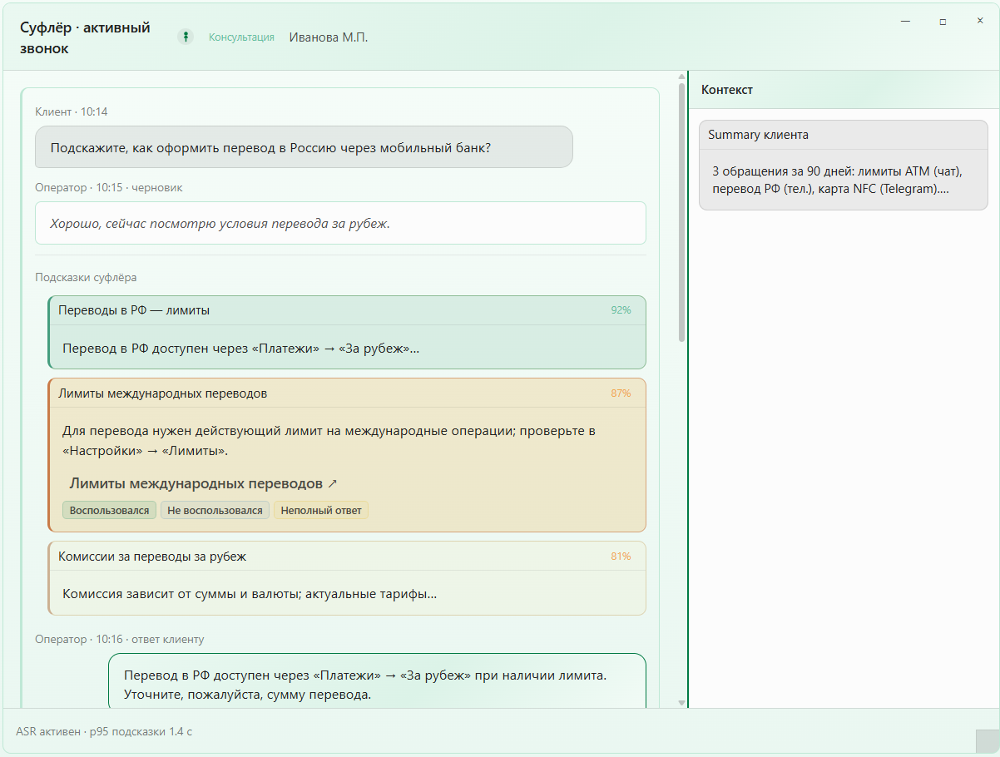 Суфлёр · активный
звонок
Консультация
Иванова М.П.
Клиент · 10:14
Подскажите, как оформить перевод в Россию через мобильный банк?
Оператор · 10:15 · черновик
Хорошо, сейчас посмотрю условия перевода за рубеж.
Подсказки суфлёра
Переводы в РФ — лимиты 92%
Перевод в РФ доступен через «Платежи» → «За рубеж»...
Лимиты международных переводов 87%
Для перевода нужен действующий лимит на международные операции; проверьте в
«Настройки» → «Лимиты».
Лимиты международных переводов ↗
Воспользовался Не воспользовался Неполный ответ
Комиссии за переводы за рубеж 81%
Комиссия зависит от суммы и валюты; актуальные тарифы...
Оператор · 10:16 · ответ клиенту
Перевод в РФ доступен через «Платежи» → «За рубеж» при наличии лимита.
Уточните, пожалуйста, сумму перевода.
Контекст
Summary клиента
3 обращения за 90 дней: лимиты ATM (чат),
перевод РФ (тел.), карта NFC (Telegram)....
ASR активен · p95 подсказки 1.4 с